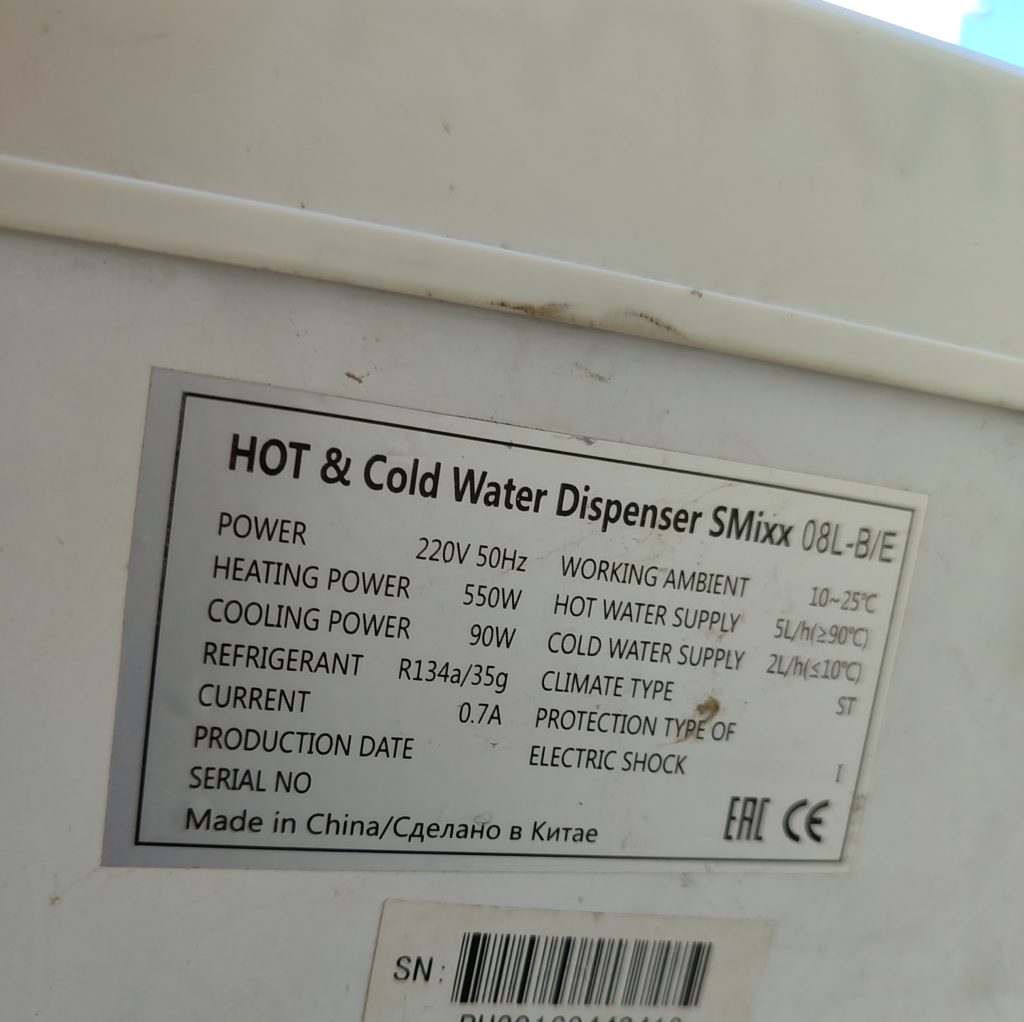 HOT & Cold Water Dispenser SMixx 08L-B/E
POWER 220V 50Hz
HEATING POWER 550W
COOLING POWER 90W
REFRIGERANT R134a/35g
CURRENT 0.7A
PRODUCTION DATE
SERIAL NO
WORKING AMBIENT 10~25℃
HOT WATER SUPPLY 5L/h(≥90℃)
COLD WATER SUPPLY 2L/h(≤10℃)
CLIMATE TYPE ST
PROTECTION TYPE OF
ELECTRIC SHOCK I
Made in China/Сделано в Китае
EAC CE
SN: